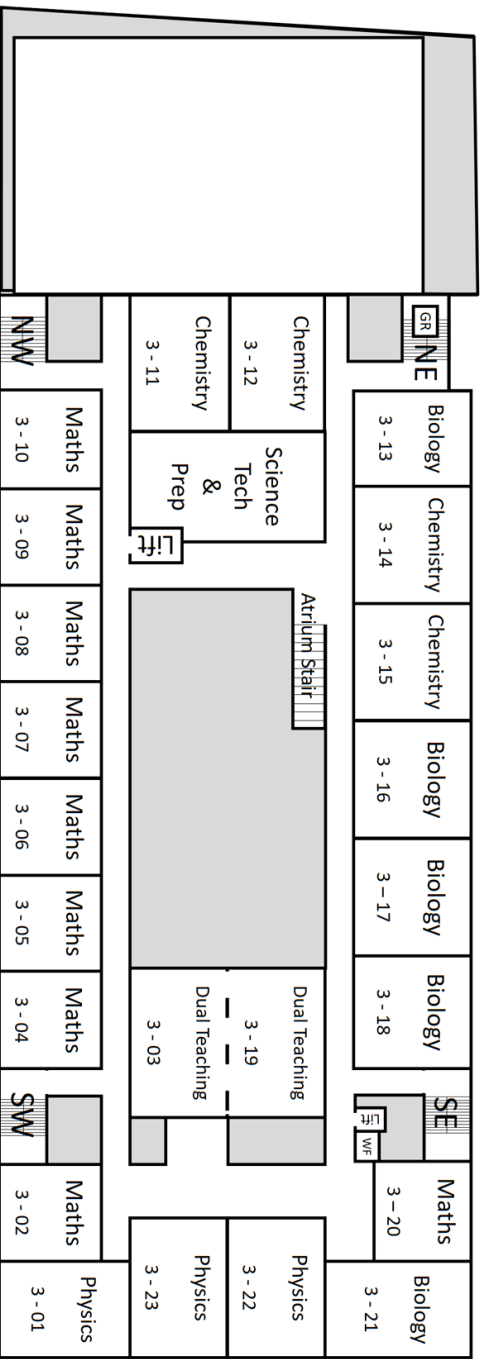 GR
NE
NW
Chemistry
3 - 11
Chemistry
3 - 12
Science
Tech
&
Prep
Lift
Maths
3 - 10
Maths
3 - 09
Maths
3 - 08
Maths
3 - 07
Maths
3 - 06
Maths
3 - 05
Maths
3 - 04
Biology
3 - 13
Chemistry
3 - 14
Chemistry
3 - 15
Biology
3 - 16
Biology
3 – 17
Biology
3 - 18
Atrium Stair
Dual Teaching
3 - 03
Dual Teaching
3 - 19
SW
SE
Lift
WF
Maths
3 - 02
Maths
3 – 20
Physics
3 - 01
Physics
3 - 23
Physics
3 - 22
Biology
3 - 21